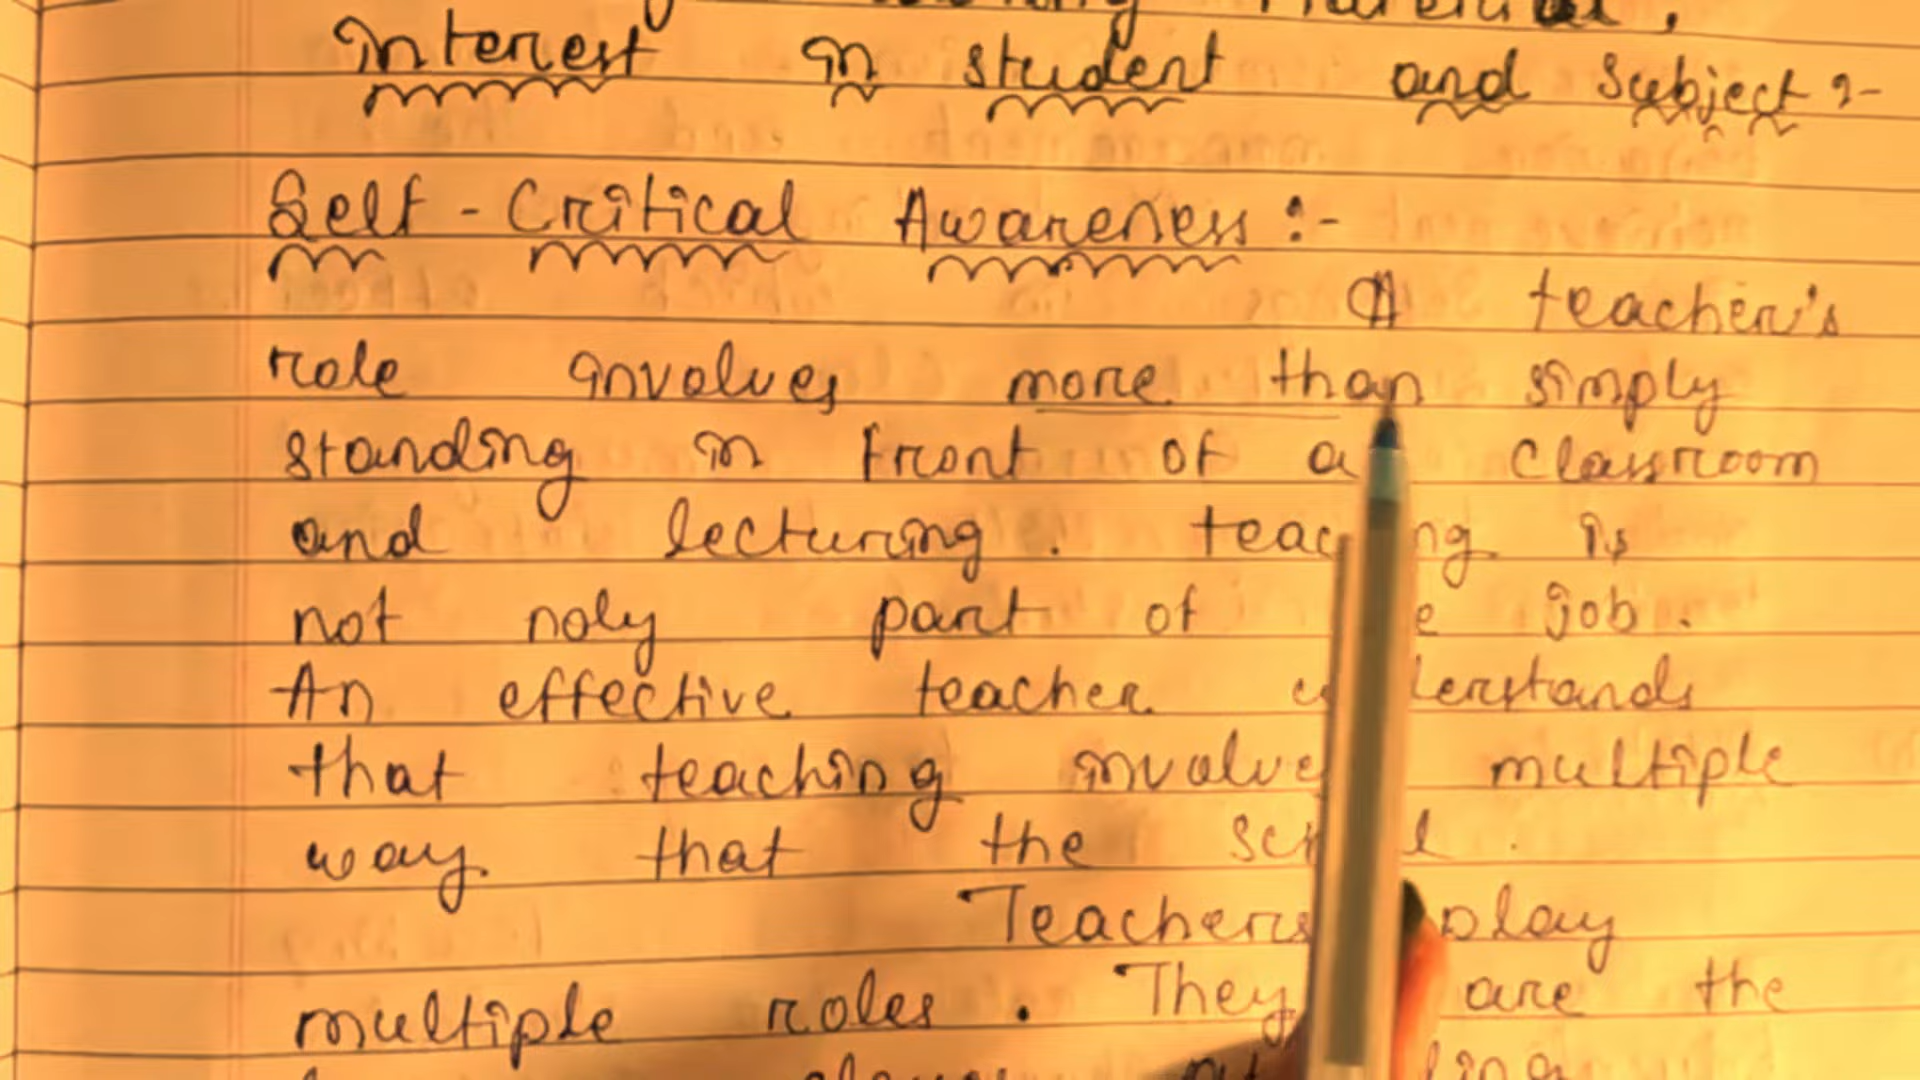 Interest in student and Subject :-
Self - Critical Awareness :-
A teacher's
role involves more than simply
standing in front of a classroom
and lecturing. teac ng is
not noly part of e job.
An effective teacher derstands
that teaching involve multiple
way that the
Teachers play
multiple roles. They are the